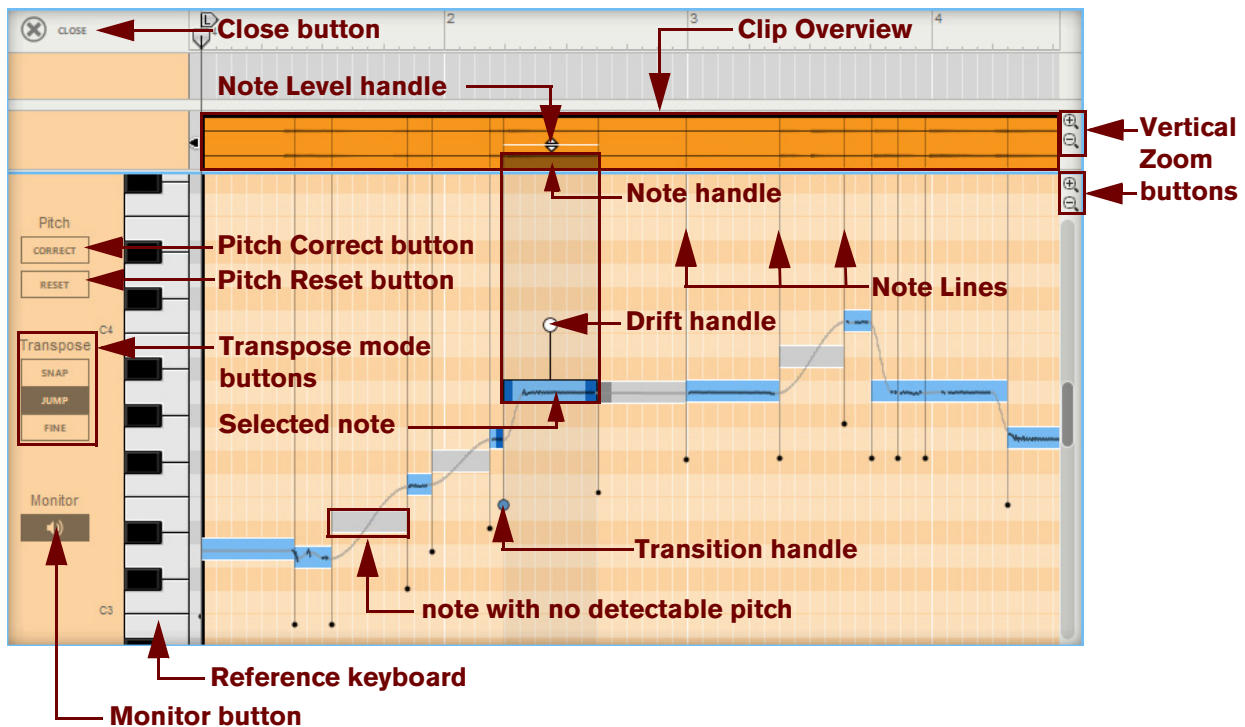 CLOSE
Close button
L
2
3
4
Clip Overview
Note Level handle
Vertical
Zoom
buttons
Note handle
Pitch
CORRECT
Pitch Correct button
RESET
Pitch Reset button
Note Lines
C4
Drift handle
Transpose
Transpose mode
buttons
SNAP
JUMP
FINE
Selected note
Monitor
Transition handle
note with no detectable pitch
C3
Reference keyboard
Monitor button